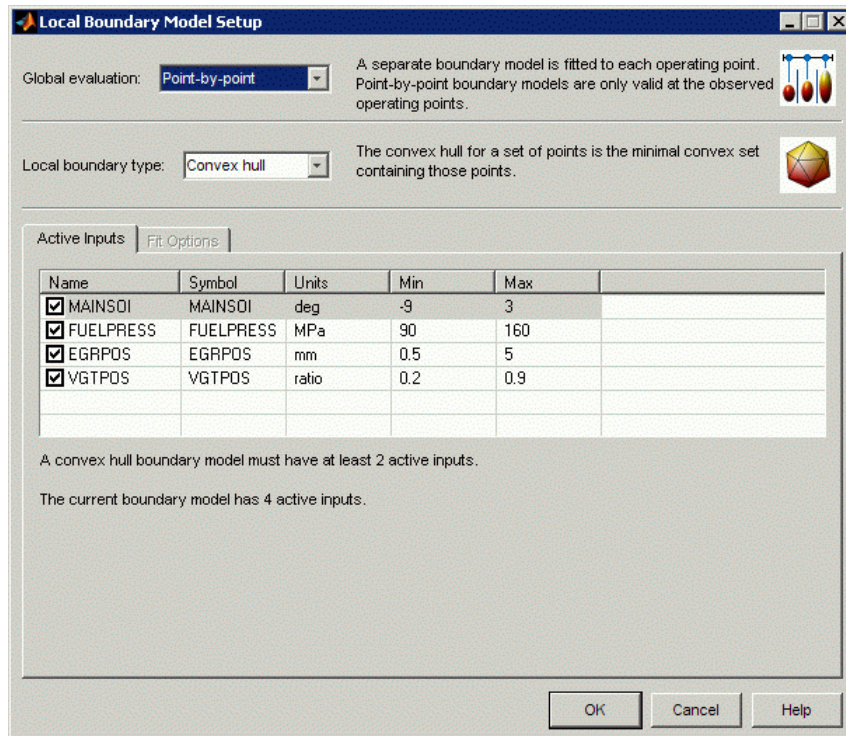 Local Boundary Model Setup
Global evaluation: Point-by-point
A separate boundary model is fitted to each operating point.
Point-by-point boundary models are only valid at the observed
operating points.
Local boundary type: Convex hull
The convex hull for a set of points is the minimal convex set
containing those points.
Active Inputs Fit Options
Name Symbol Units Min Max
MAINSOI MAINSOI deg -9 3
FUELPRESS FUELPRESS MPa 90 160
EGRPOS EGRPOS mm 0.5 5
VGTPOS VGTPOS ratio 0.2 0.9
A convex hull boundary model must have at least 2 active inputs.
The current boundary model has 4 active inputs.
OK Cancel Help